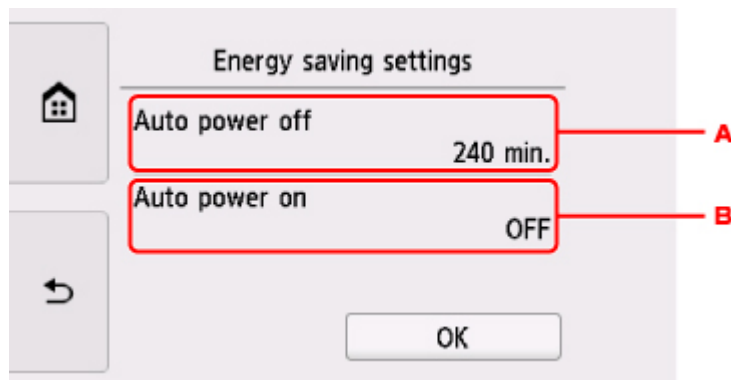 Energy saving settings
Auto power off
240 min.
A
Auto power on
OFF
B
OK